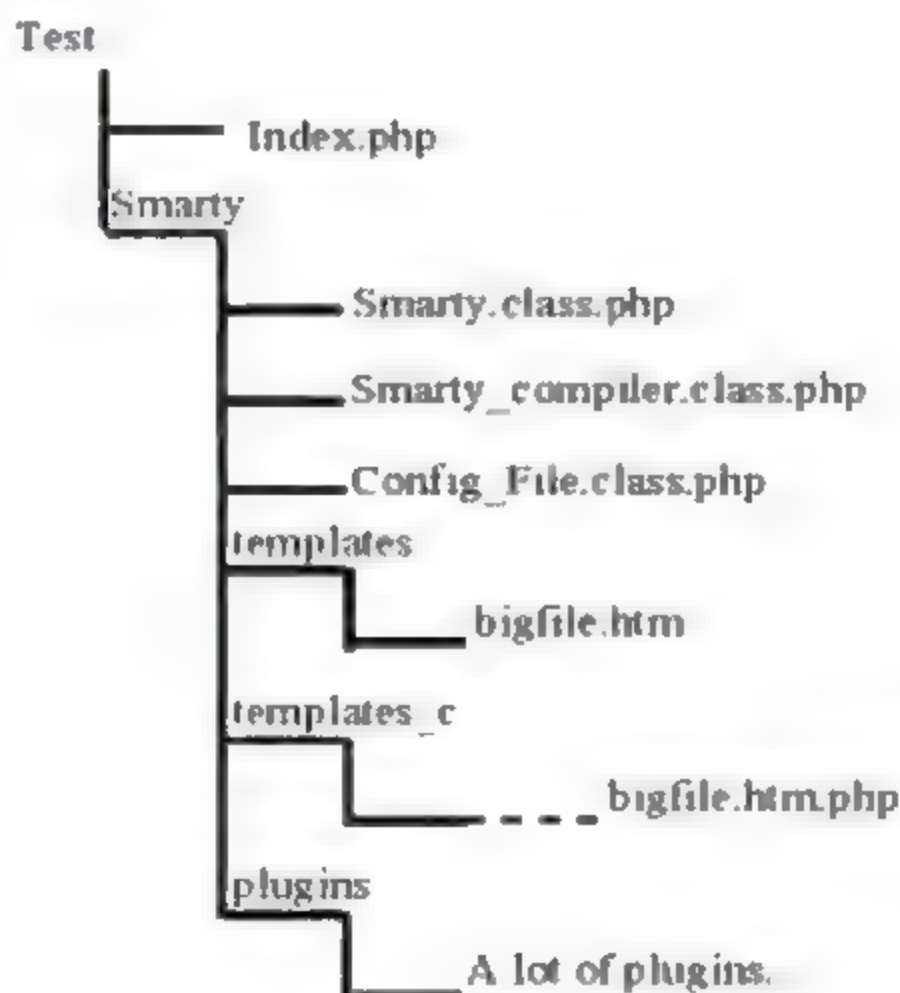 Test
Index.php
Smarty
Smarty.class.php
Smarty_compiler.class.php
Config_File.class.php
templates
bigfile.htm
templates_c
bigfile.htm.php
plugins
A lot of plugins.